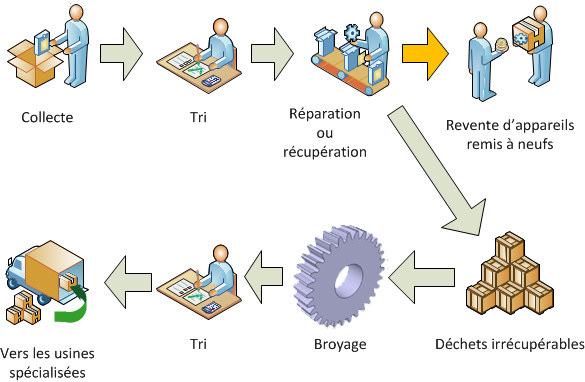 Collecte
Tri
Réparation
ou
récupération
Revente d'appareils
remis à neufs
Déchets irrécupérables
Broyage
Tri
Vers les usines
spécialisées